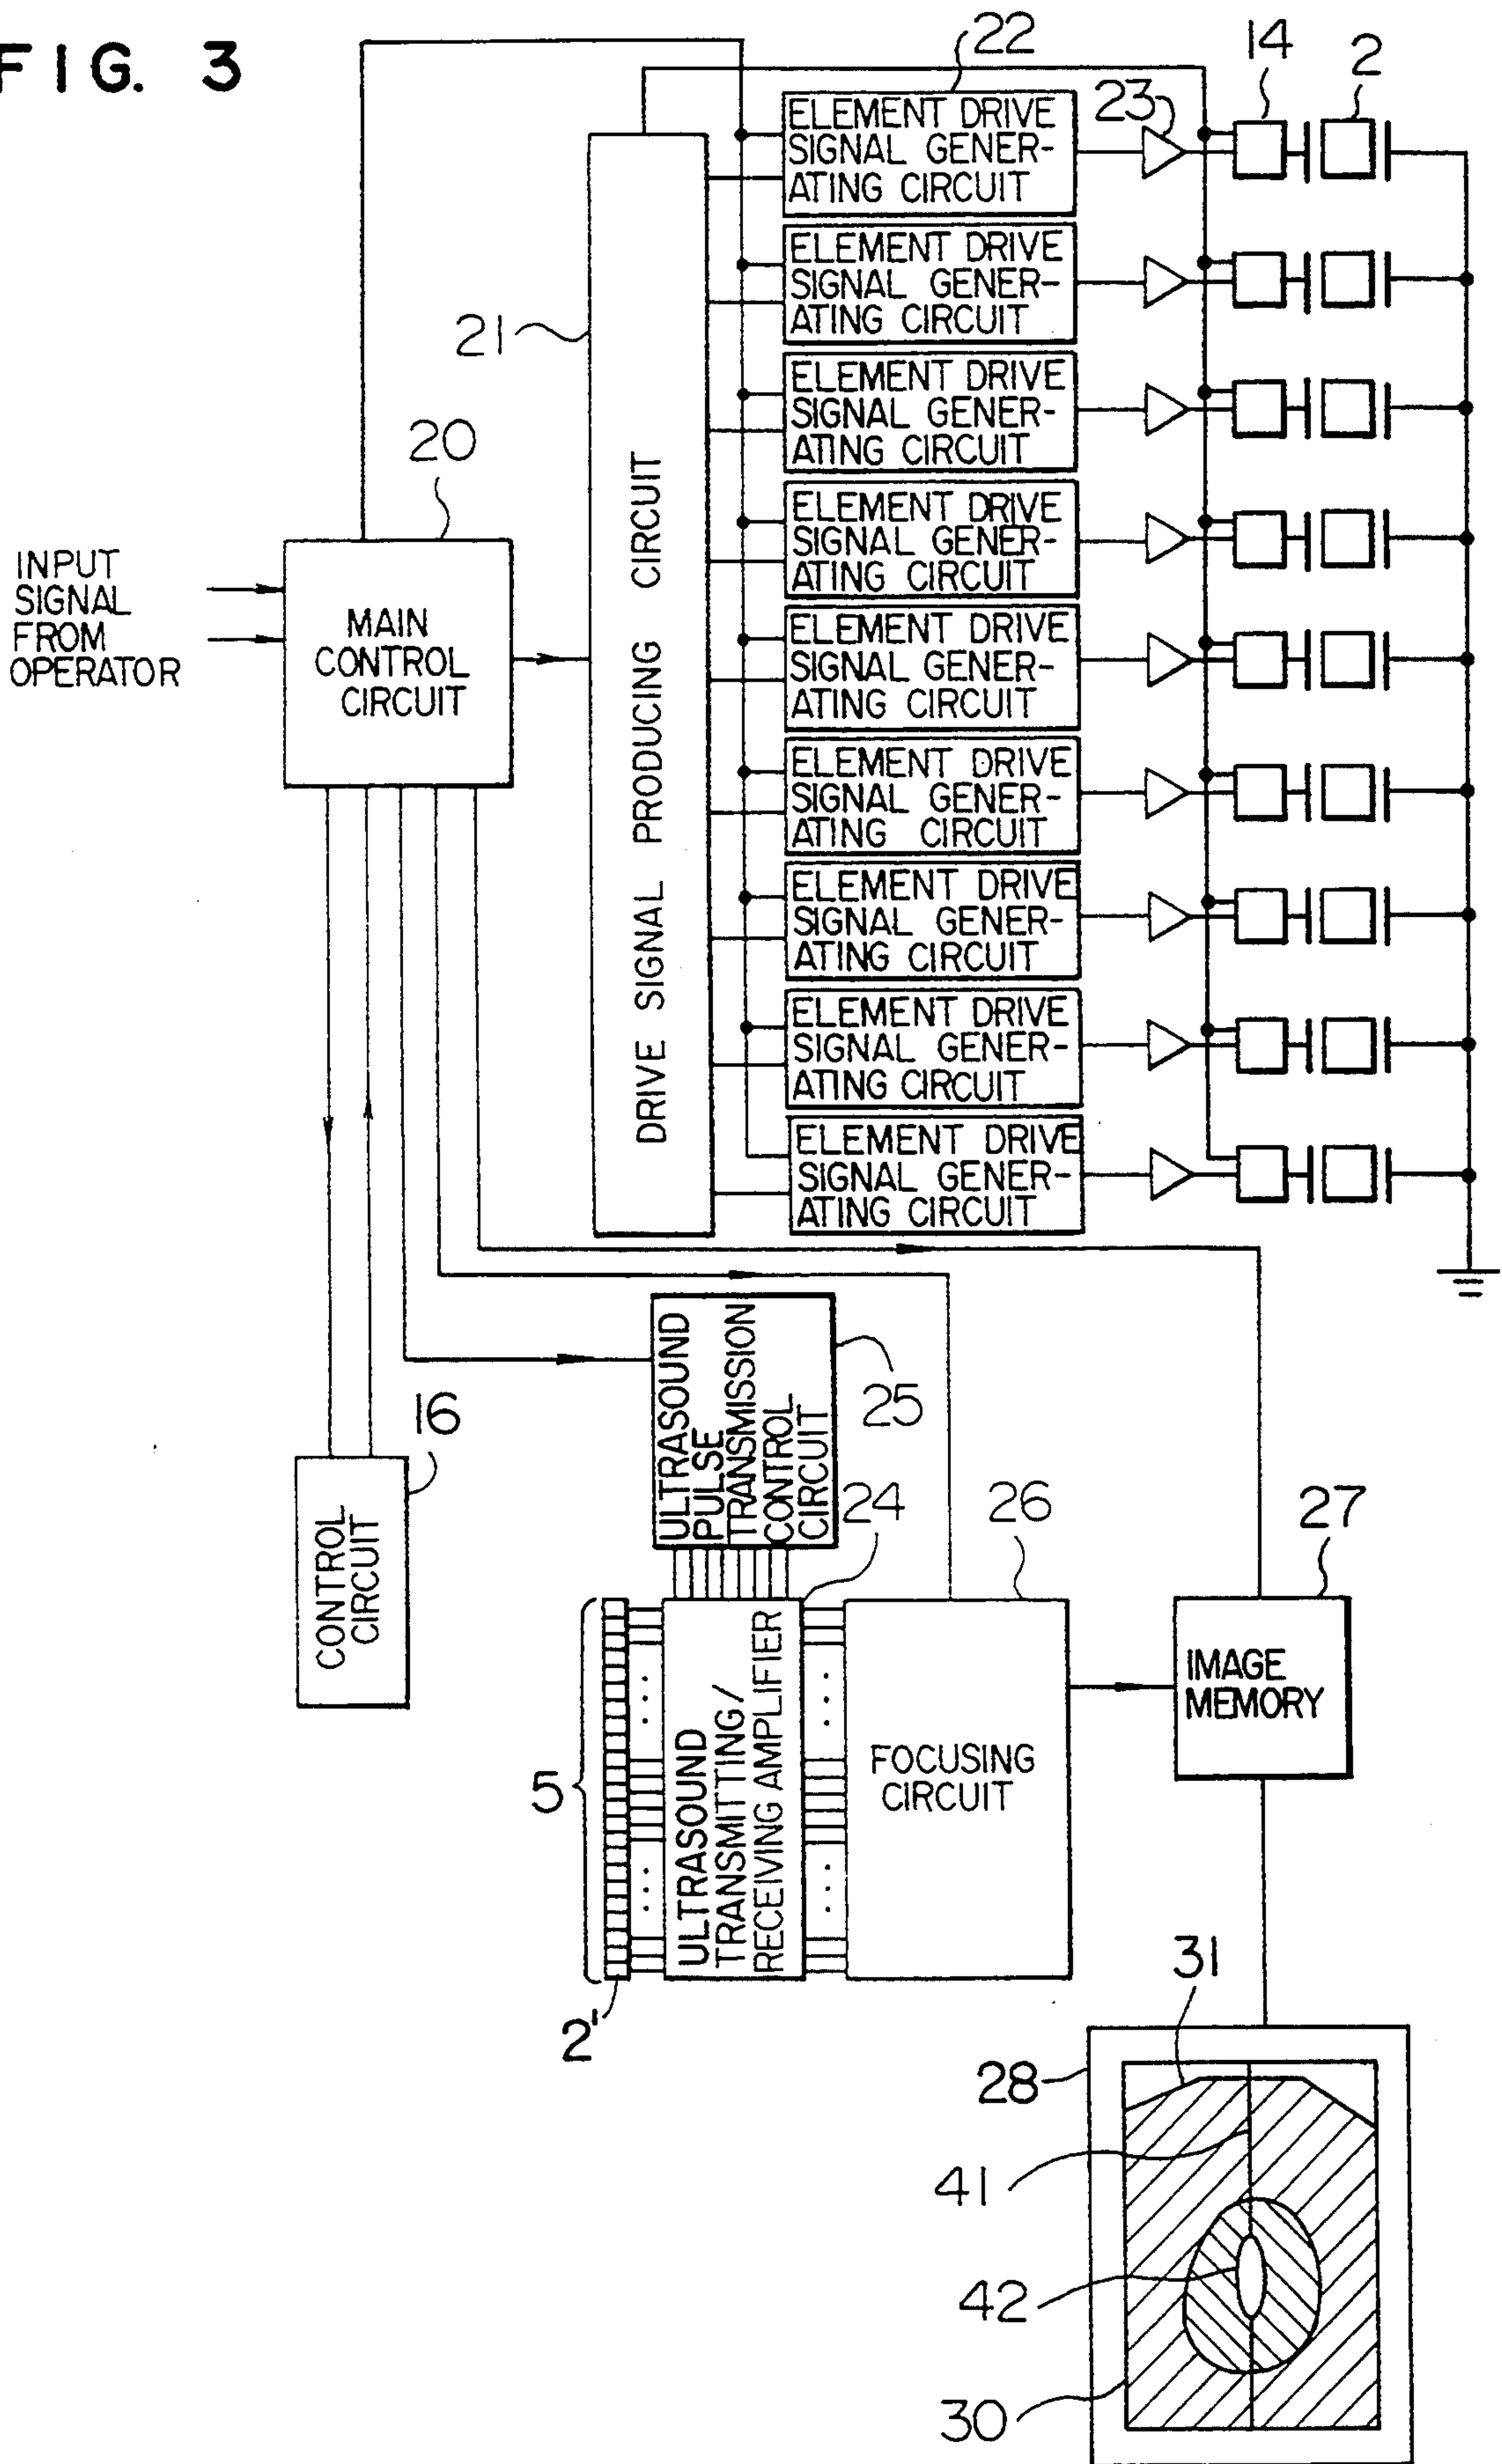 FIG. 3
22
14
2
23
ELEMENT DRIVE
SIGNAL GENER-
ATING CIRCUIT
ELEMENT DRIVE
SIGNAL GENER-
ATING CIRCUIT
21
ELEMENT DRIVE
SIGNAL GENER-
ATING CIRCUIT
20
ELEMENT DRIVE
SIGNAL GENER-
ATING CIRCUIT
INPUT
SIGNAL
FROM
OPERATOR
MAIN
CONTROL
CIRCUIT
DRIVE SIGNAL PRODUCING CIRCUIT
ELEMENT DRIVE
SIGNAL GENER-
ATING CIRCUIT
ELEMENT DRIVE
SIGNAL GENER-
ATING CIRCUIT
ELEMENT DRIVE
SIGNAL GENER-
ATING CIRCUIT
ELEMENT DRIVE
SIGNAL GENER-
ATING CIRCUIT
ELEMENT DRIVE
SIGNAL GENER-
ATING CIRCUIT
ULTRASOUND
PULSE
TRANSMISSION
CONTROL
CIRCUIT
25
16
CONTROL
CIRCUIT
24
26
27
5
ULTRASOUND
TRANSMITTING/
RECEIVING AMPLIFIER
FOCUSING
CIRCUIT
IMAGE
MEMORY
2'
31
28
41
42
30